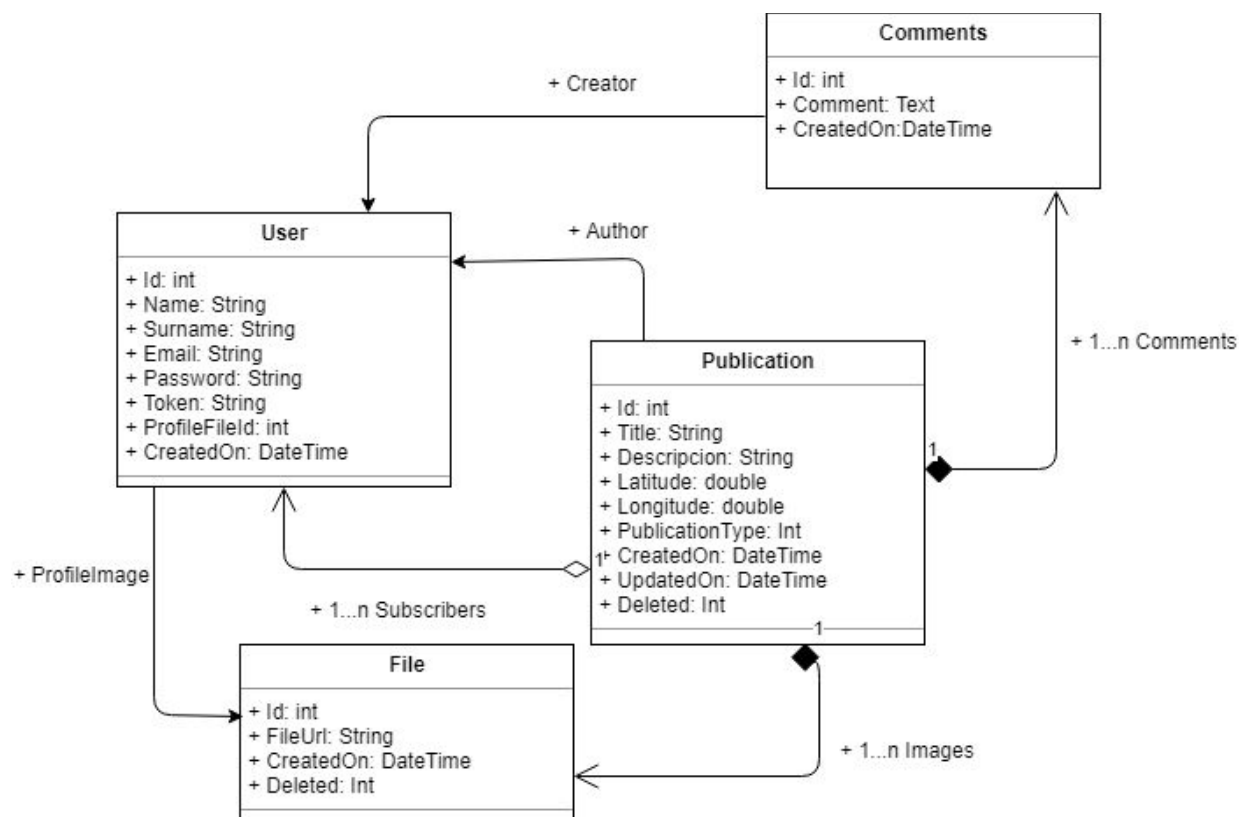 Comments
+ Id: int
+ Comment: Text
+ CreatedOn:DateTime
+ Creator
+ Author
User
+ Id: int
+ Name: String
+ Surname: String
+ Email: String
+ Password: String
+ Token: String
+ ProfileFileId: int
+ CreatedOn: DateTime
+ 1...n Comments
Publication
+ Id: int
+ Title: String
+ Descripcion: String
+ Latitude: double
+ Longitude: double
+ PublicationType: Int
+ CreatedOn: DateTime
+ UpdatedOn: DateTime
+ Deleted: Int
1
1
1
+ ProfileImage
+ 1...n Subscribers
File
+ Id: int
+ FileUrl: String
+ CreatedOn: DateTime
+ Deleted: Int
+ 1...n Images